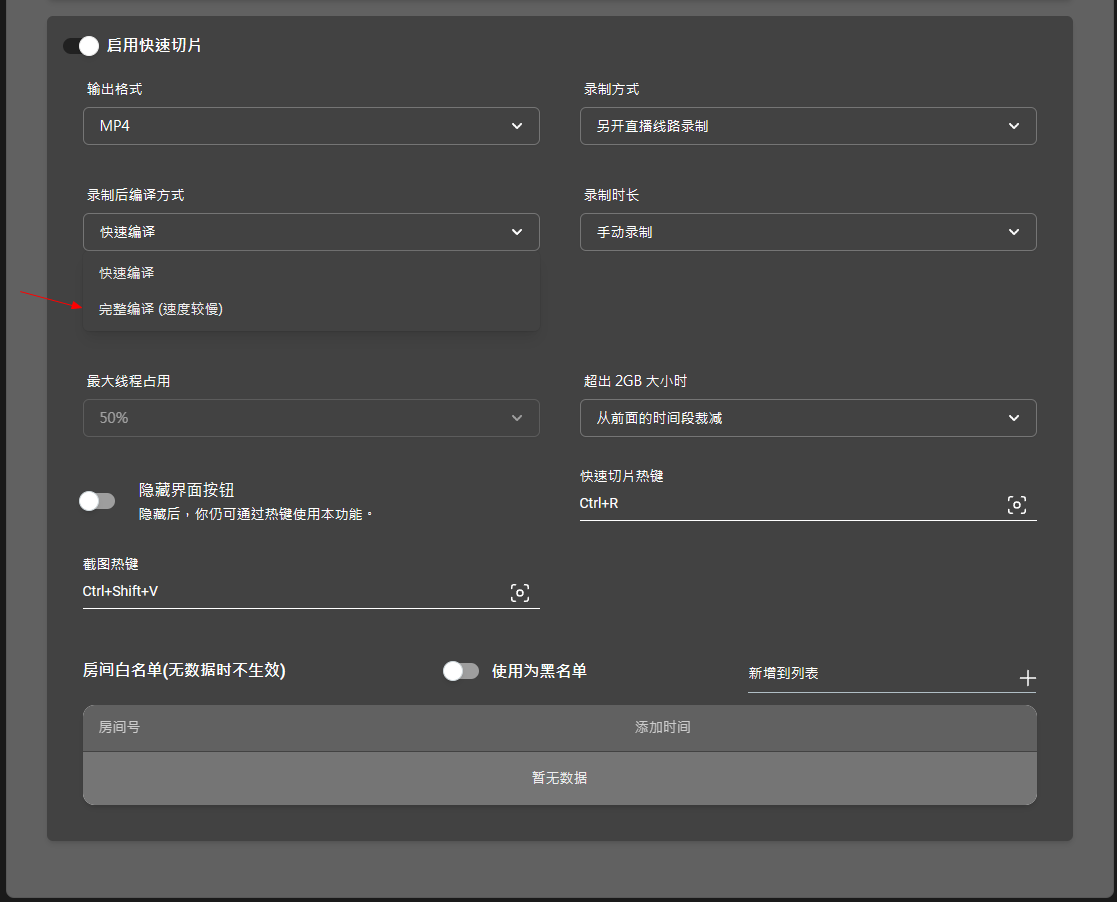 启用快速切片
输出格式
录制方式
MP4
另开直播线路录制
录制后编译方式
录制时长
快速编译
手动录制
快速编译
完整编译 (速度较慢)
最大线程占用
超出 2GB 大小时
50%
从前面的时间段裁减
隐藏界面按钮
隐藏后，你仍可通过热键使用本功能。
快速切片热键
Ctrl+R
截图热键
Ctrl+Shift+V
房间白名单(无数据时不生效)
使用为黑名单
新增到列表
房间号
添加时间
暂无数据